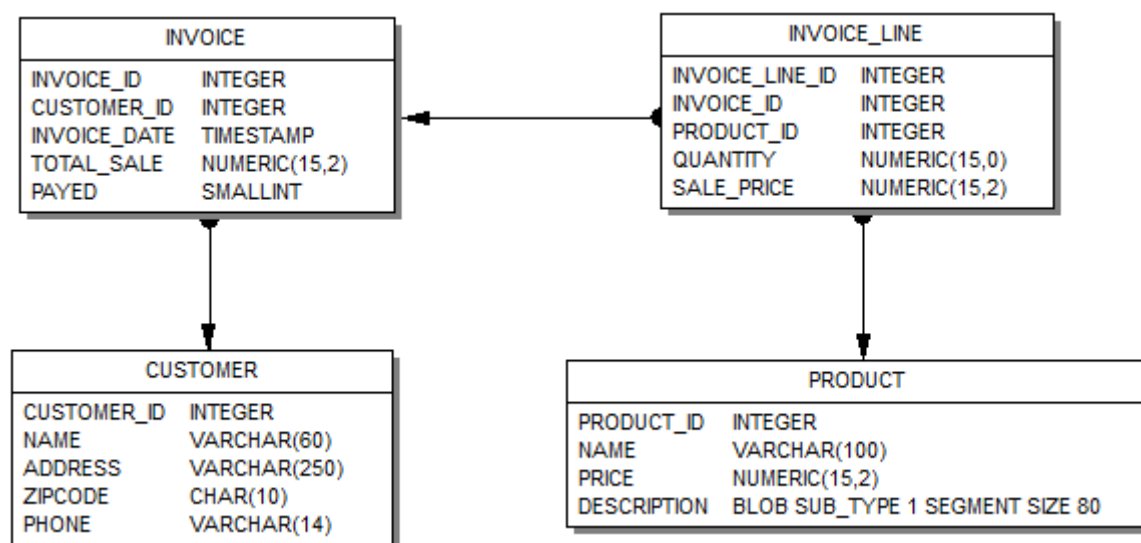 INVOICE
INVOICE_ID INTEGER
CUSTOMER_ID INTEGER
INVOICE_DATE TIMESTAMP
TOTAL_SALE NUMERIC(15,2)
PAYED SMALLINT
INVOICE_LINE
INVOICE_LINE_ID INTEGER
INVOICE_ID INTEGER
PRODUCT_ID INTEGER
QUANTITY NUMERIC(15,0)
SALE_PRICE NUMERIC(15,2)
CUSTOMER
CUSTOMER_ID INTEGER
NAME VARCHAR(60)
ADDRESS VARCHAR(250)
ZIPCODE CHAR(10)
PHONE VARCHAR(14)
PRODUCT
PRODUCT_ID INTEGER
NAME VARCHAR(100)
PRICE NUMERIC(15,2)
DESCRIPTION BLOB SUB_TYPE 1 SEGMENT SIZE 80